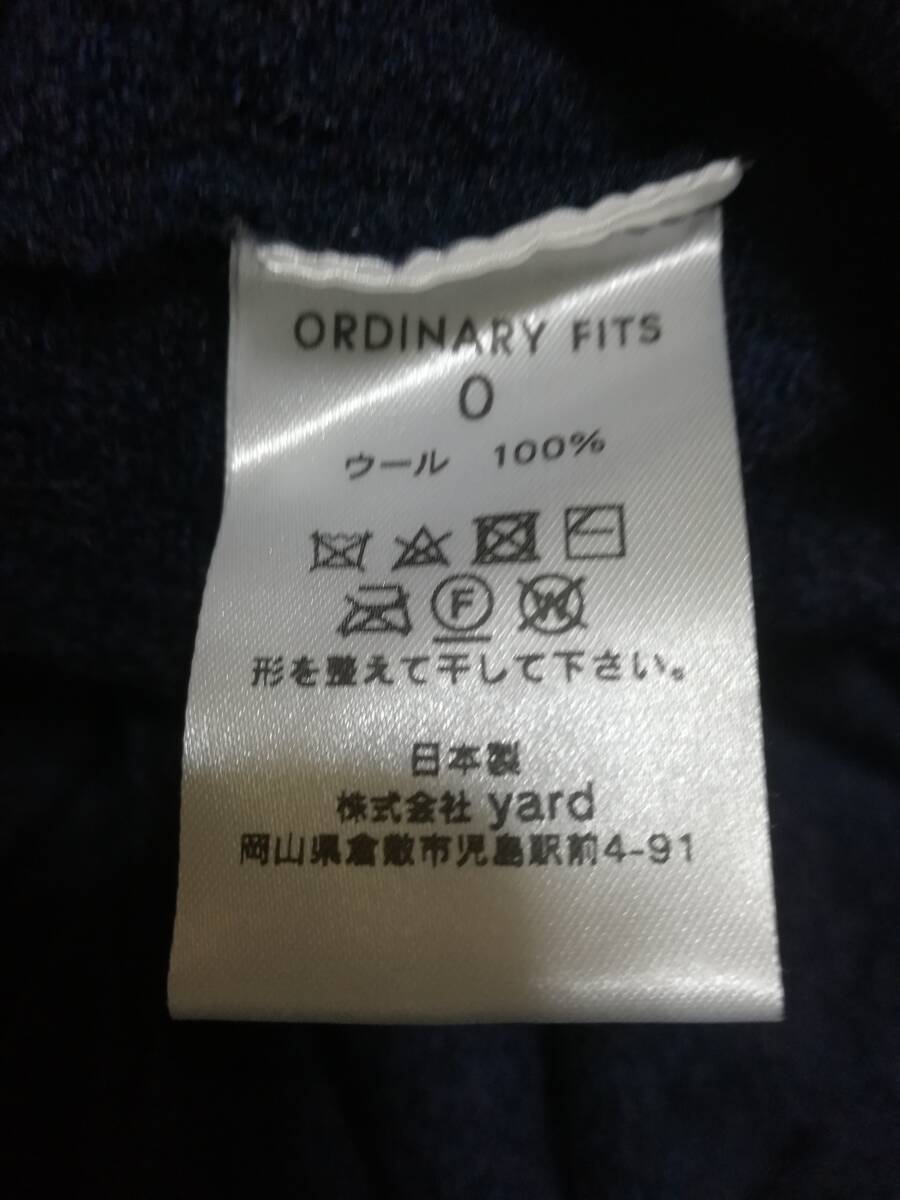 ORDINARY FITS
0
ウール 100%
F W
形を整えて干して下さい。
日本製
株式会社 yard
岡山県倉敷市児島駅前4-91